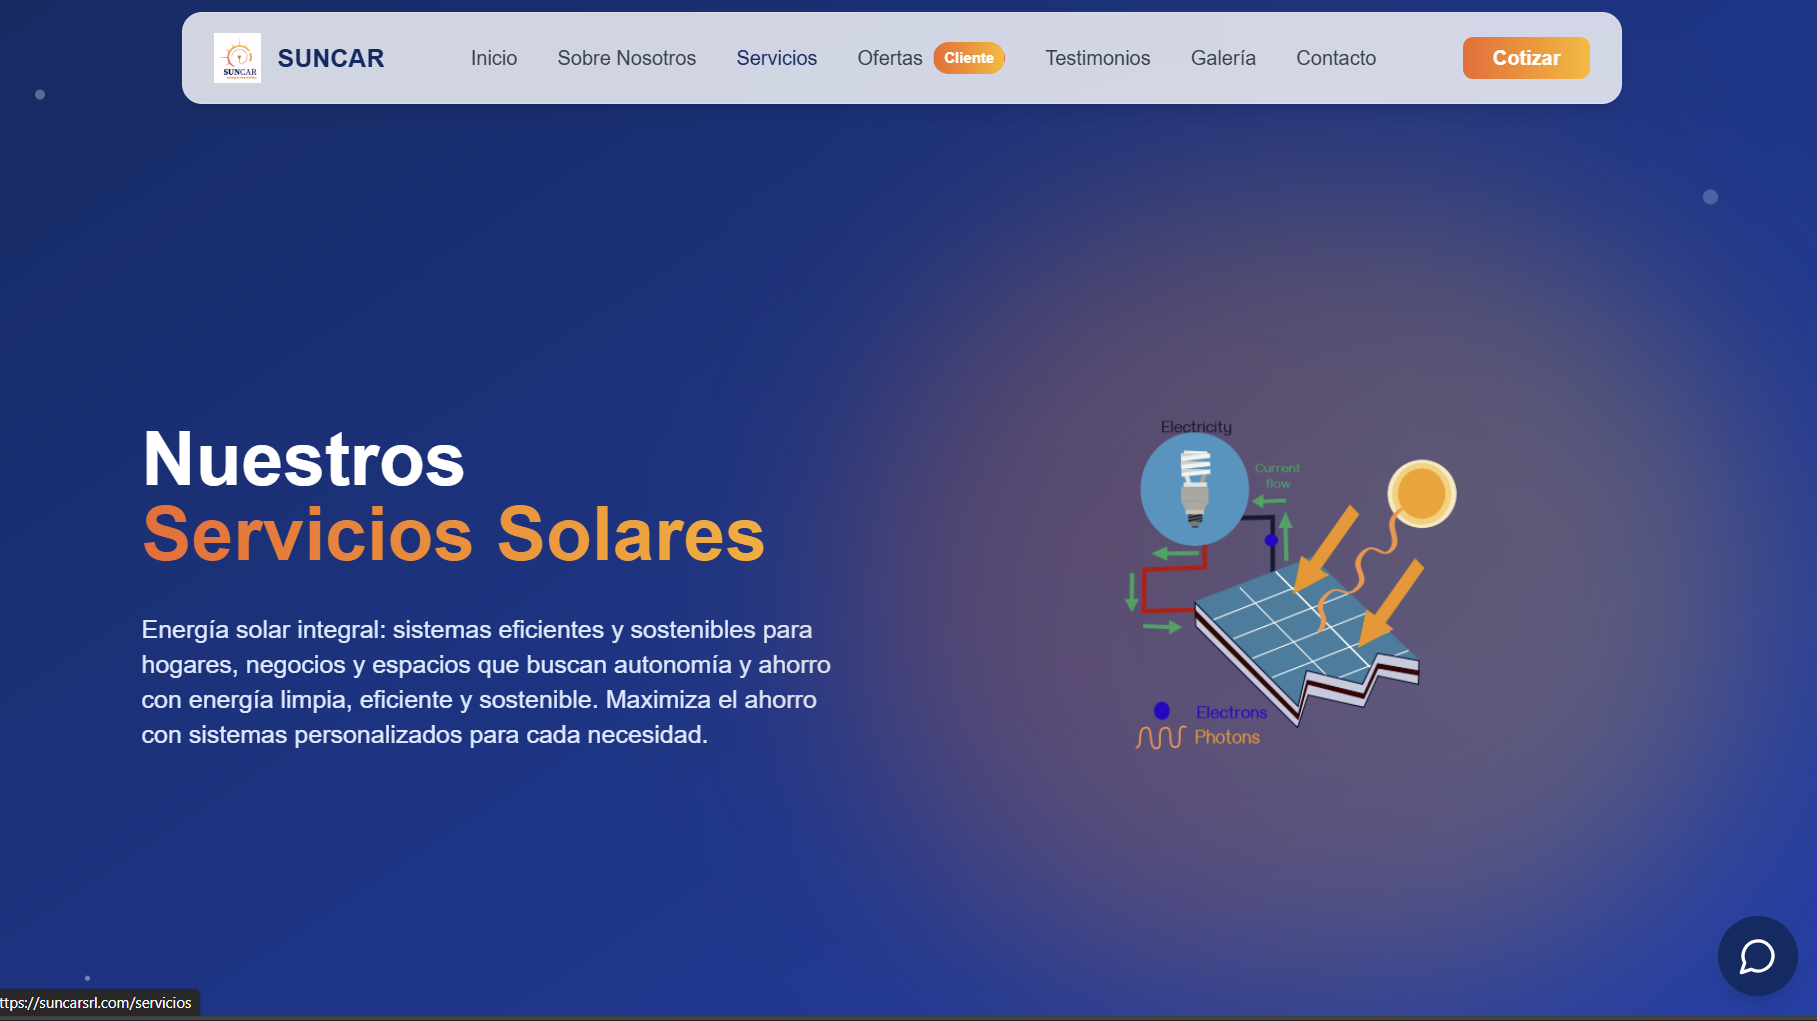 SUNCAR
SUNCAR
Inicio
Sobre Nosotros
Servicios
Ofertas
Cliente
Testimonios
Galería
Contacto
Cotizar
Nuestros
Servicios Solares
Energía solar integral: sistemas eficientes y sostenibles para
hogares, negocios y espacios que buscan autonomía y ahorro
con energía limpia, eficiente y sostenible. Maximiza el ahorro
con sistemas personalizados para cada necesidad.
Electricity
Current
flow
Electrons
Photons
ttps://suncarsrl.com/servicios